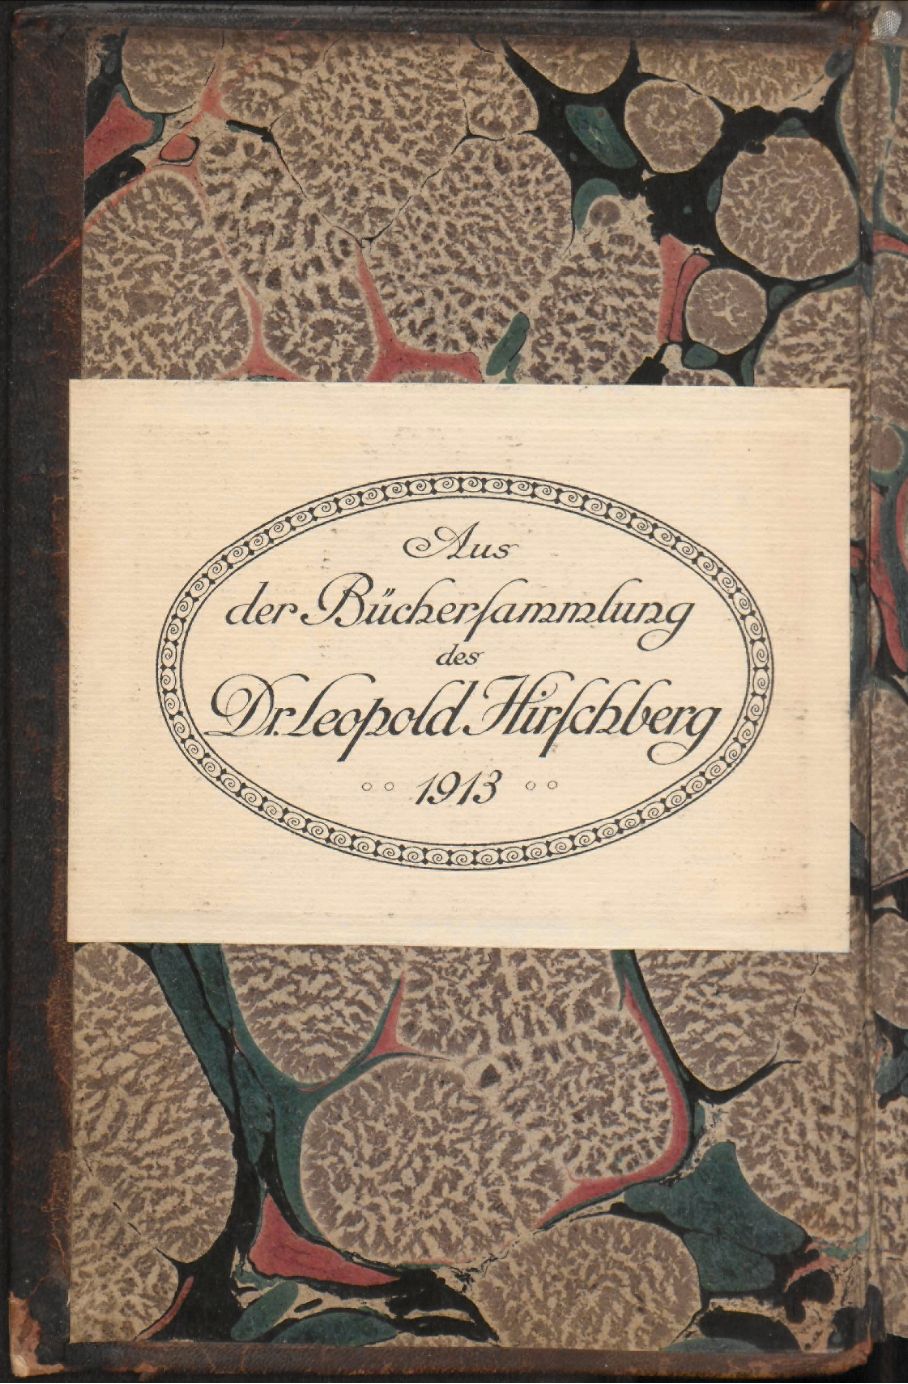 Aus
der Büchersammlung
des
Dr. Leopold Hirschberg
1913